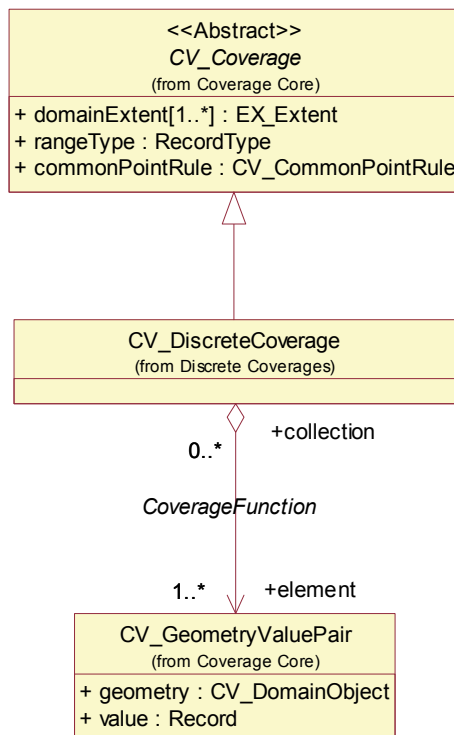 <<Abstract>>
CV_Coverage
(from Coverage Core)
+ domainExtent[1..*] : EX_Extent
+ rangeType : RecordType
+ commonPointRule : CV_CommonPointRule
CV_DiscreteCoverage
(from Discrete Coverages)
+collection
0..*
CoverageFunction
1..*
+element
CV_GeometryValuePair
(from Coverage Core)
+ geometry : CV_DomainObject
+ value : Record